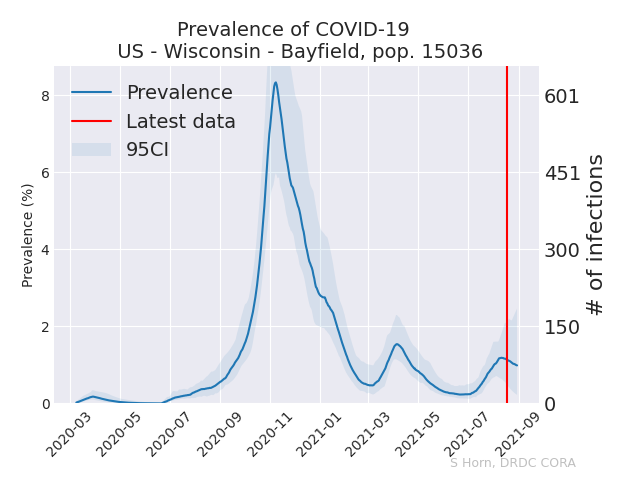 Prevalence of COVID-19
US - Wisconsin - Bayfield, pop. 15036
Prevalence
Latest data
95CI
Prevalence (%)
8
6
4
2
0
601
451
300
150
0
# of infections
2020-03
2020-05
2020-07
2020-09
2020-11
2021-01
2021-03
2021-05
2021-07
2021-09
S Horn, DRDC CORA